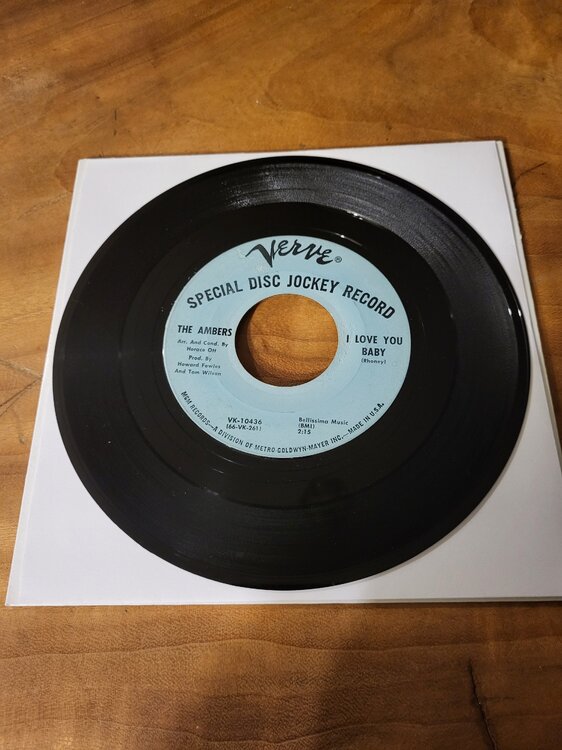 Verve®
SPECIAL DISC JOCKEY RECORD
THE AMBERS
Arr. And Cond. By
Horace Ott
Prod. By
Howard Fowles
And Tom Wilson
I LOVE YOU
BABY
(Rhoney)
VK-10436
(66-VK-261)
Bellissima Music
(BMI)
2:15
MGM RECORDS—A DIVISION OF METRO-GOLDWYN-MAYER INC.—MADE IN U.S.A.